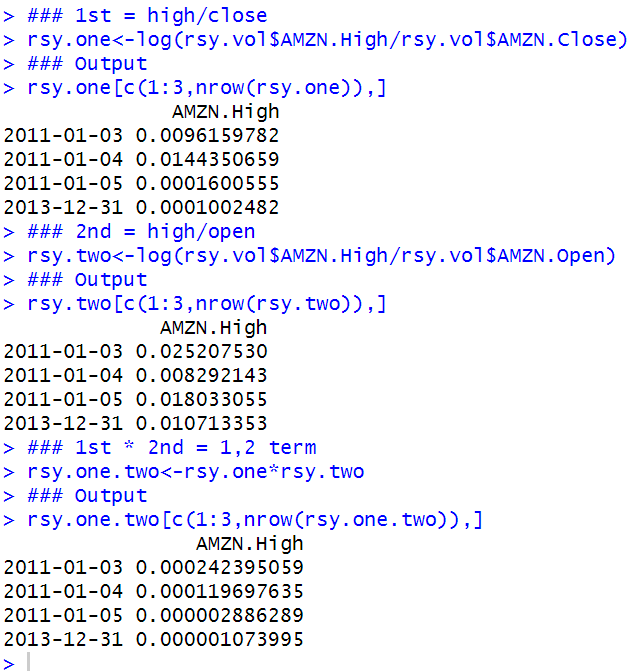 > ### 1st = high/close
> rsy.one<-log(rsy.vol$AMZN.High/rsy.vol$AMZN.Close)
> ### Output
> rsy.one[c(1:3,nrow(rsy.one)),]
AMZN.High
2011-01-03 0.0096159782
2011-01-04 0.0144350659
2011-01-05 0.0001600555
2013-12-31 0.0001002482
> ### 2nd = high/open
> rsy.two<-log(rsy.vol$AMZN.High/rsy.vol$AMZN.Open)
> ### Output
> rsy.two[c(1:3,nrow(rsy.two)),]
AMZN.High
2011-01-03 0.025207530
2011-01-04 0.008292143
2011-01-05 0.018033055
2013-12-31 0.010713353
> ### 1st * 2nd = 1,2 term
> rsy.one.two<-rsy.one*rsy.two
> ### Output
> rsy.one.two[c(1:3,nrow(rsy.one.two)),]
AMZN.High
2011-01-03 0.000242395059
2011-01-04 0.000119697635
2011-01-05 0.000002886289
2013-12-31 0.000001073995
>